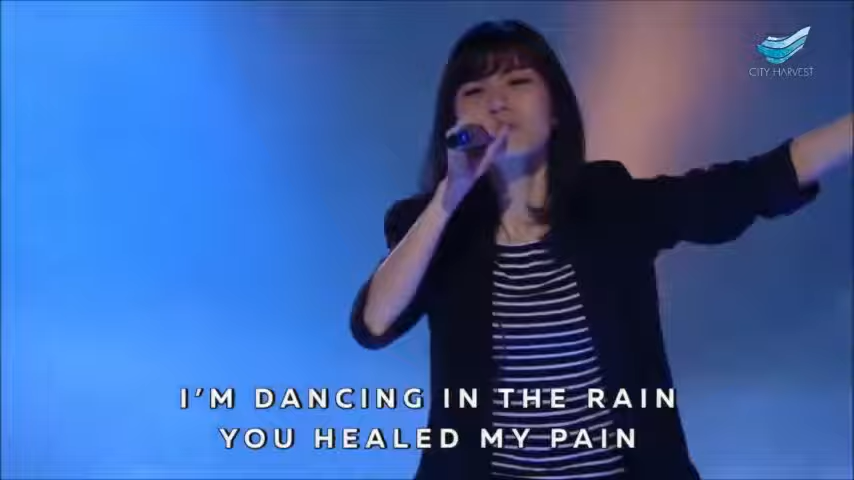 CITY HARVEST
I'M DANCING IN THE RAIN
YOU HEALED MY PAIN